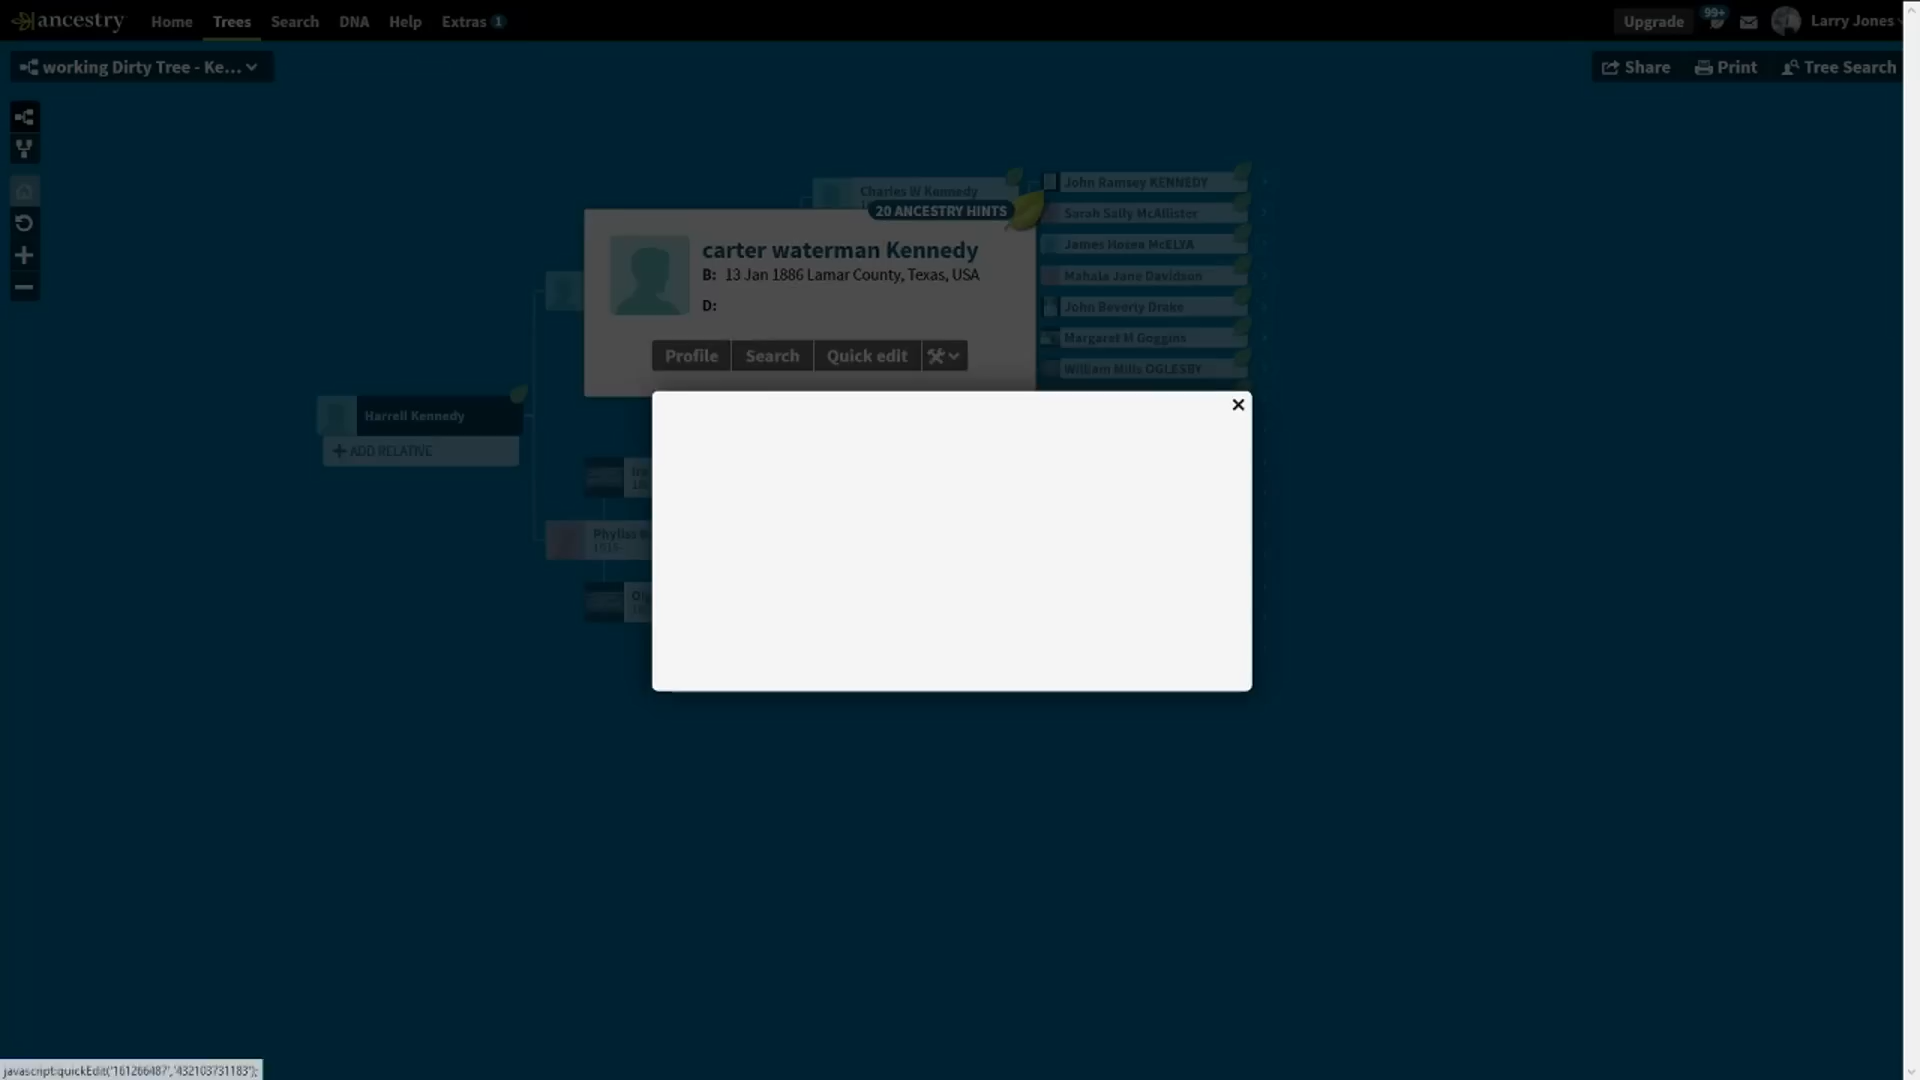 ancestry
Home Trees Search DNA Help Extras 1
Upgrade 99+ Larry Jones
working Dirty Tree - Ke...
Share Print Tree Search
Charles W Kennedy
20 ANCESTRY HINTS
carter waterman Kennedy
B: 13 Jan 1886 Lamar County, Texas, USA
D:
Profile Search Quick edit
John Ramsey KENNEDY
Sarah Sally McAllister
James Hosea McELYA
Mahala Jane Davidson
John Beverly Drake
Margaret M Goggins
William Mills OGLESBY
Harrell Kennedy
ADD RELATIVE
javascript:quickEdit('161266487','432103731183');